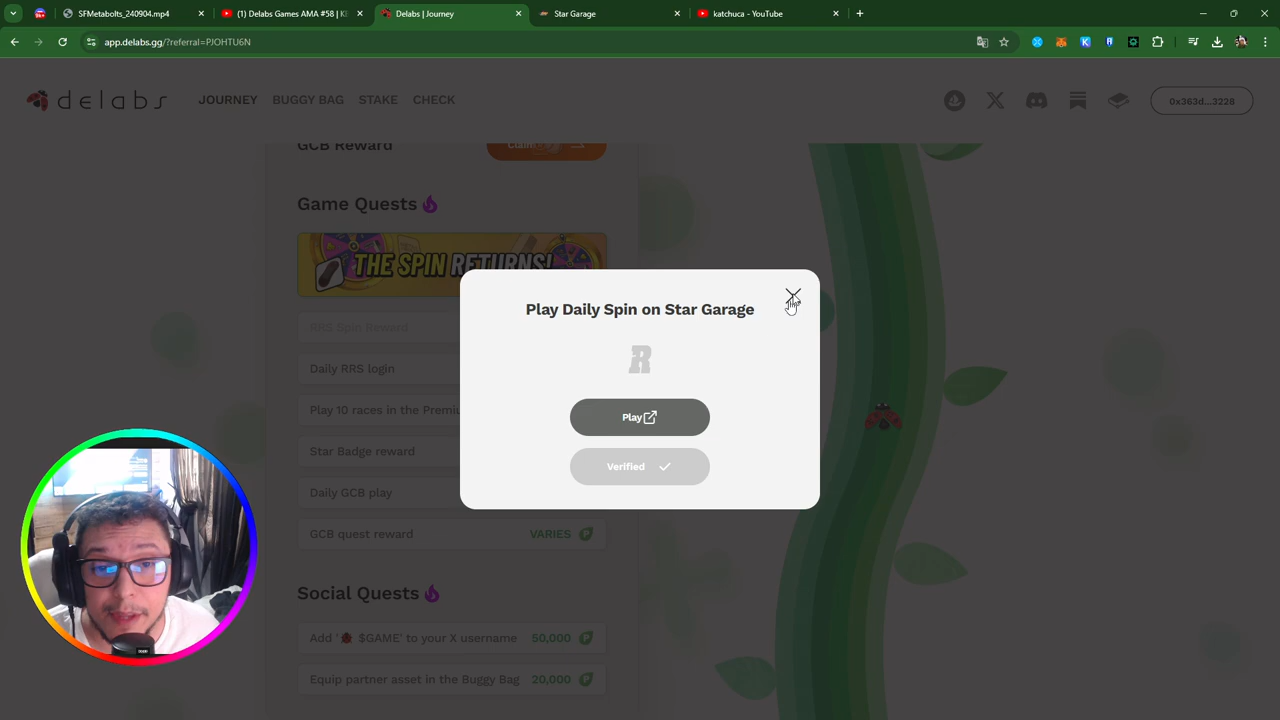 SFMetabolts_240904.mp4
(1) Delabs Games AMA #58 | K
Delabs | Journey
Star Garage
katchuca - YouTube
app.delabs.gg/?referral=PJOHTU6N
delabs
JOURNEY
BUGGY BAG
STAKE
CHECK
0x363d...3228
GCB Reward
Claim
Game Quests
THE SPIN RETURNS!
RRS Spin Reward
Daily RRS login
Play 10 races in the Premiu
Star Badge reward
Daily GCB play
GCB quest reward
VARIES
Social Quests
Add '🐞 $GAME' to your X username
50,000
Equip partner asset in the Buggy Bag
20,000
Play Daily Spin on Star Garage
R
Play
Verified